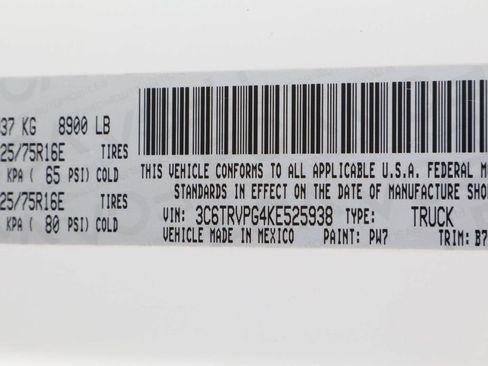 37 KG 8900 LB
25/75R16E TIRES
KPA ( 65 PSI) COLD
25/75R16E TIRES
KPA ( 80 PSI) COLD
THIS VEHICLE CONFORMS TO ALL APPLICABLE U.S.A. FEDERAL M
STANDARDS IN EFFECT ON THE DATE OF MANUFACTURE SHO
VIN: 3C6TRVPG4KE525938 TYPE: TRUCK
VEHICLE MADE IN MEXICO PAINT: PW7 TRIM: B7